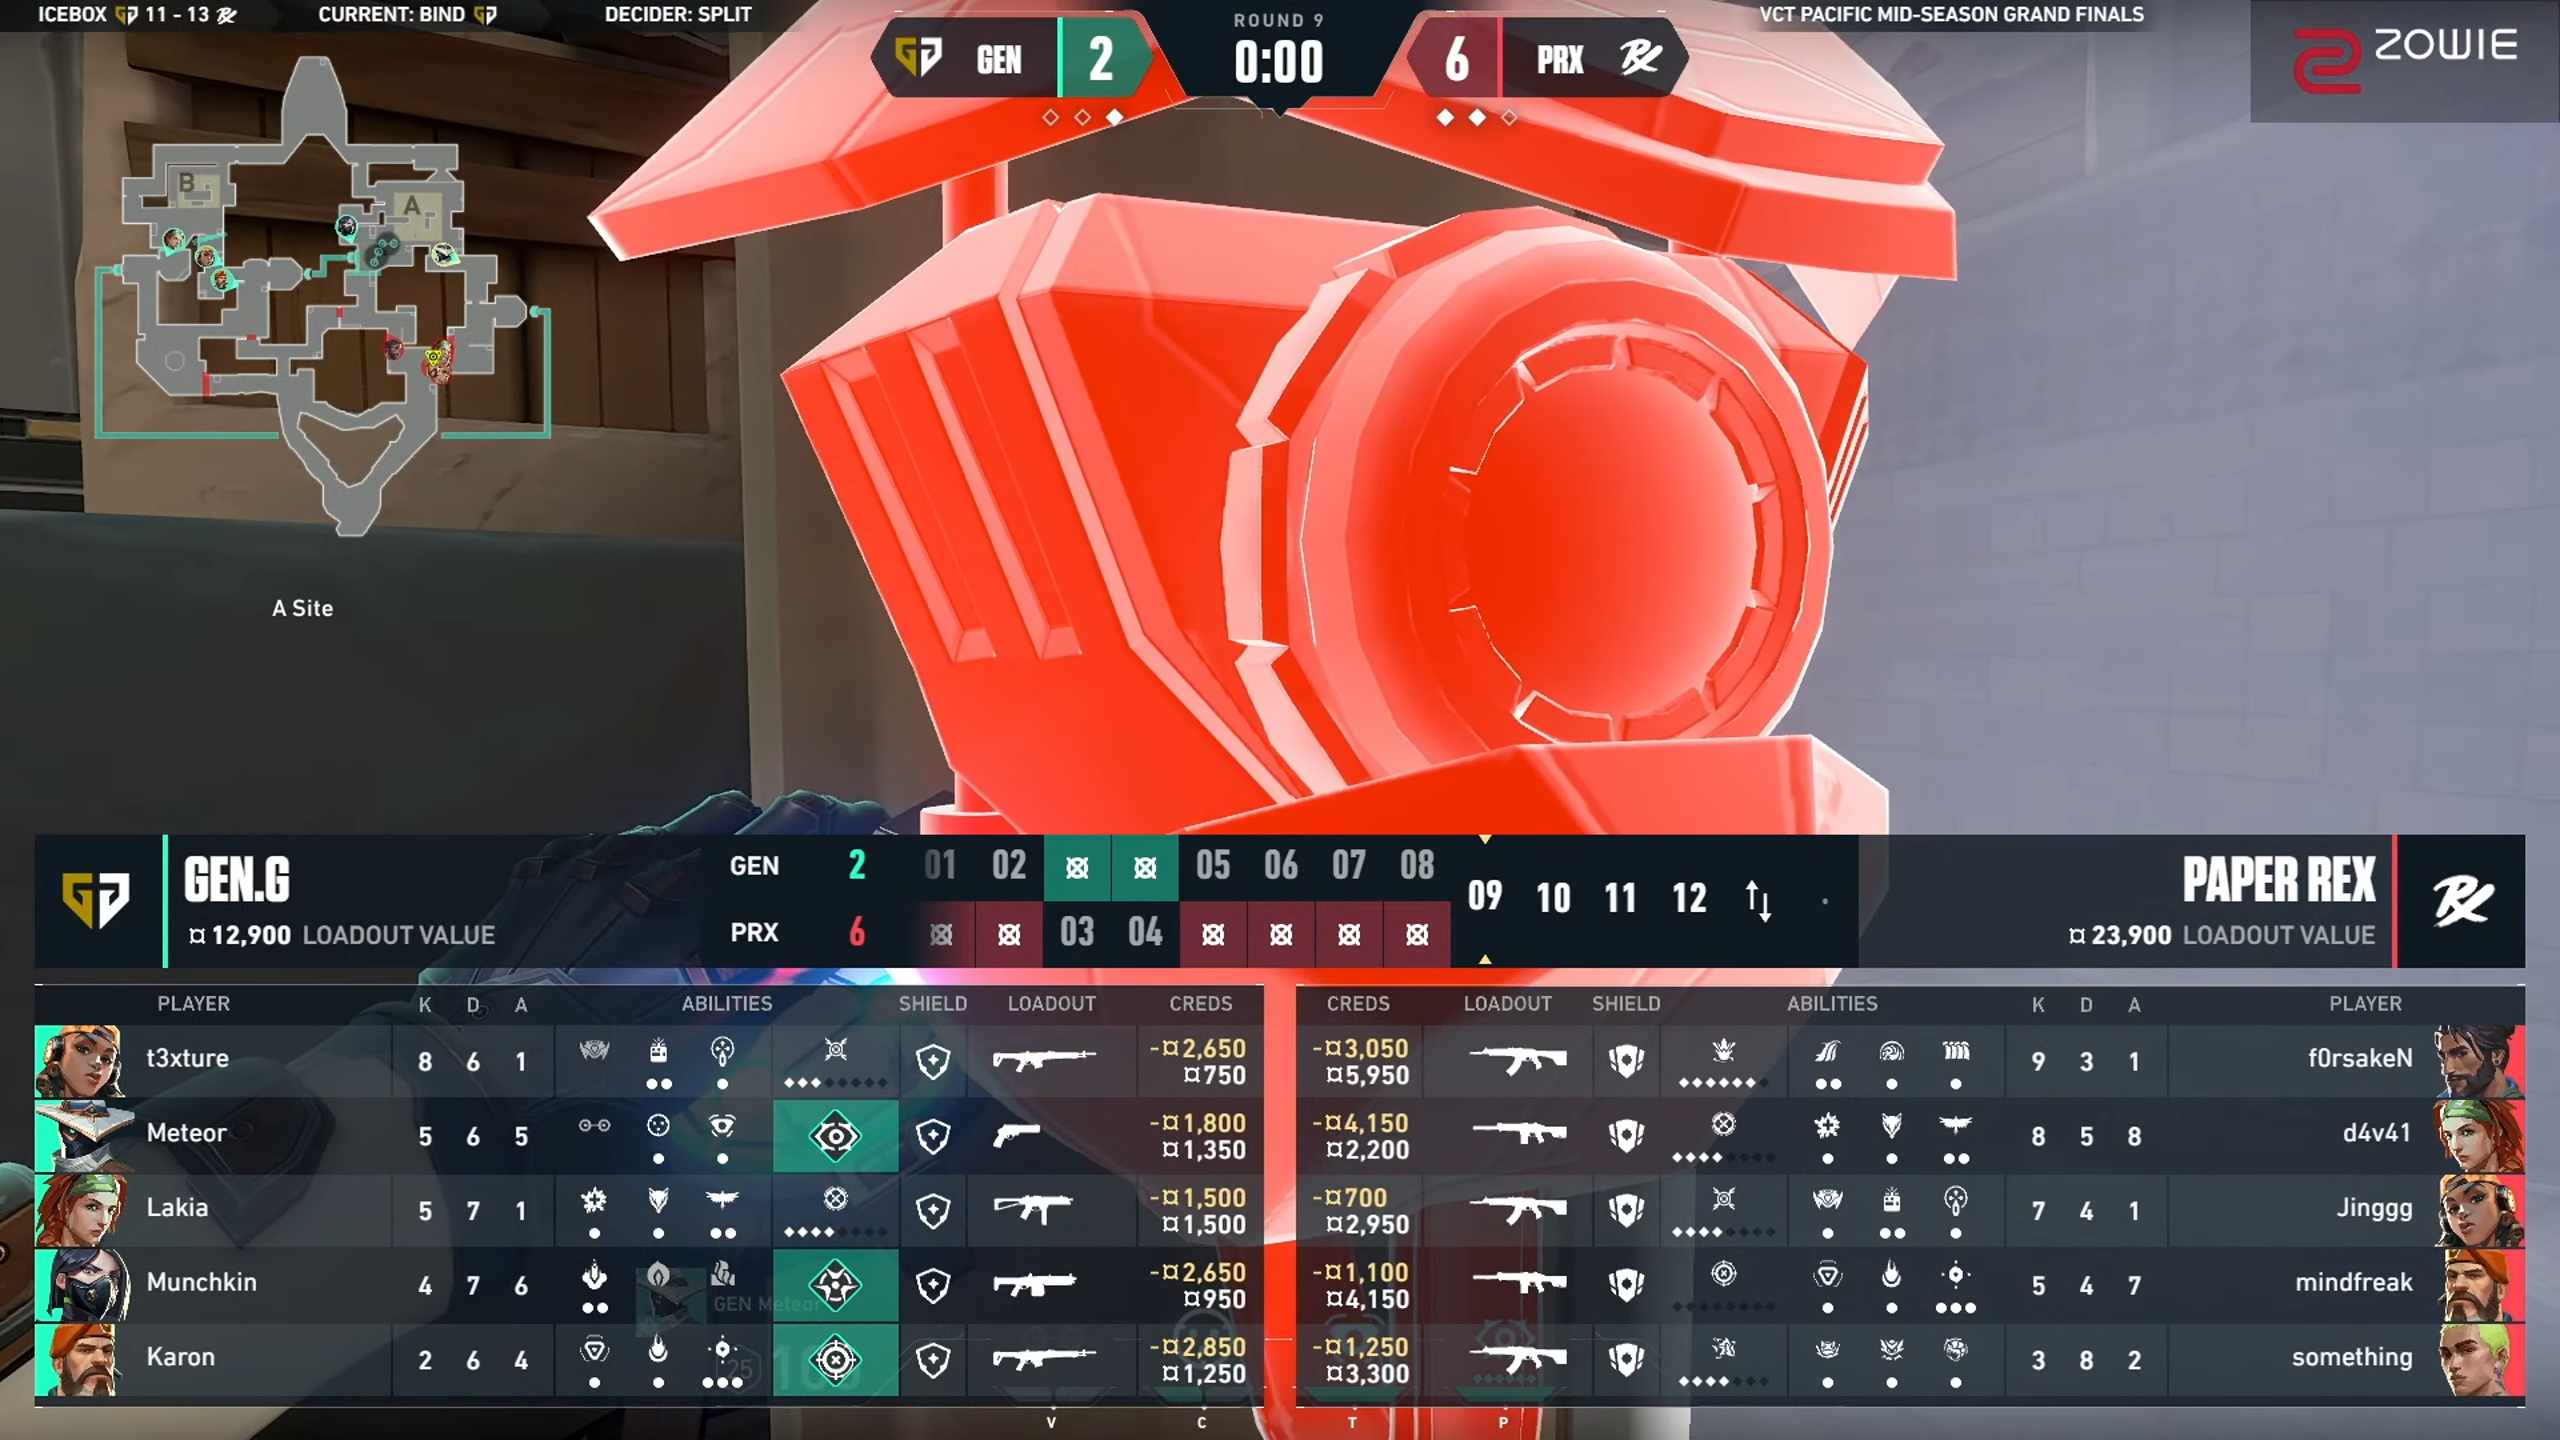 ICEBOX 11 - 13
CURRENT: BIND
DECIDER: SPLIT
VCT PACIFIC MID-SEASON GRAND FINALS
ZOWIE
GEN 2
ROUND 9
0:00
6 PRX
B
A
A Site
GEN.G
12,900 LOADOUT VALUE
GEN 2 01 02 05 06 07 08
PRX 6 03 04
09 10 11 12
PAPER REX
23,900 LOADOUT VALUE
PLAYER K D A ABILITIES SHIELD LOADOUT CREDS
t3xture 8 6 1 -2,650
750
Meteor 5 6 5 -1,800
1,350
Lakia 5 7 1 -1,500
1,500
Munchkin 4 7 6 -2,650
950
GEN Meteor
Karon 2 6 4 -2,850
1,250
25
CREDS LOADOUT SHIELD ABILITIES K D A PLAYER
-3,050 9 3 1 f0rsakeN
5,950
-4,150 8 5 8 d4v41
2,200
-700 7 4 1 Jinggg
2,950
-1,100 5 4 7 mindfreak
4,150
-1,250 3 8 2 something
3,300
V C T P